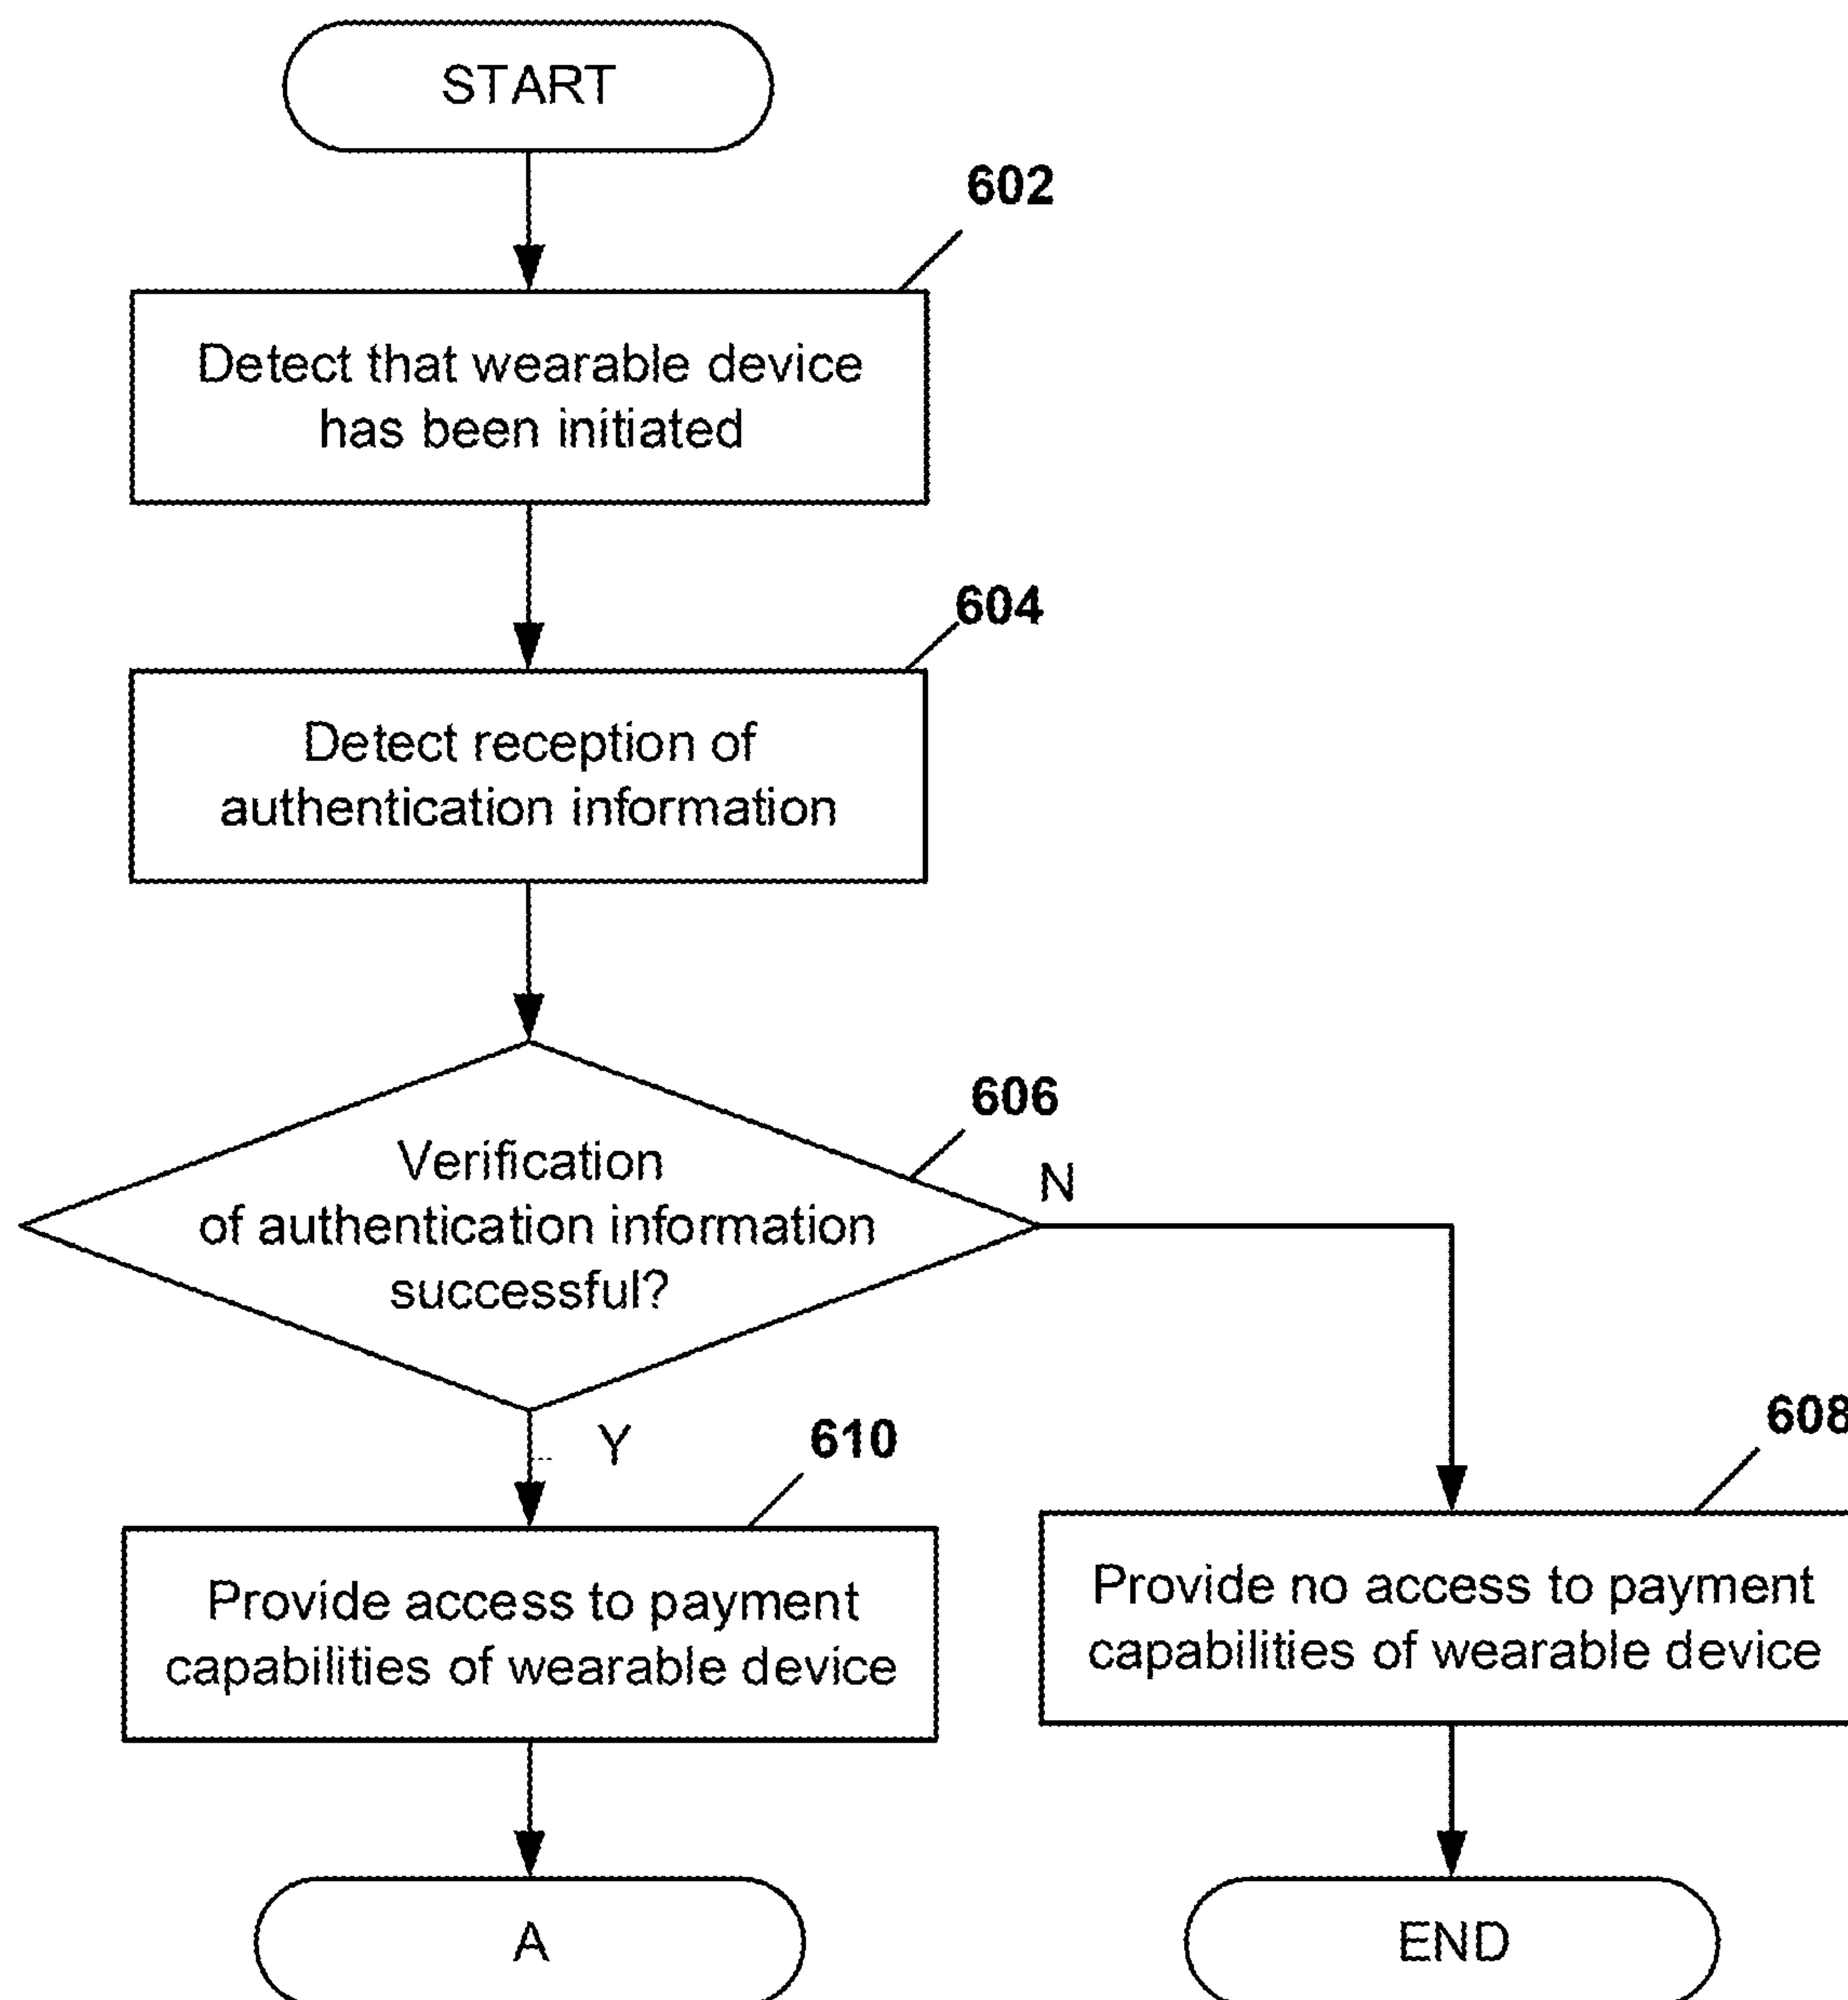 START
602
Detect that wearable device
has been initiated
604
Detect reception of
authentication information
606
Verification
of authentication information
successful?
N
Y
610
608
Provide access to payment
capabilities of wearable device
Provide no access to payment
capabilities of wearable device
A
END